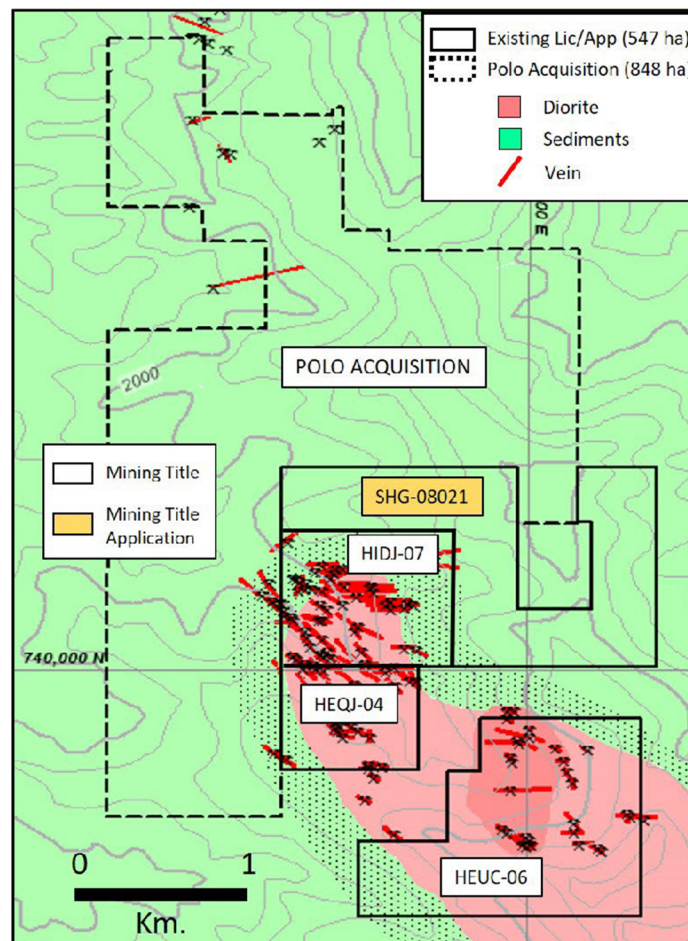 Existing Lic/App (547 ha)
Polo Acquisition (848 ha)
Diorite
Sediments
Vein
00 E
POLO ACQUISITION
2000
Mining Title
Mining Title
Application
SHG-08021
HIDJ-07
740,000 N
HEQJ-04
HEUC-06
0 1
Km.